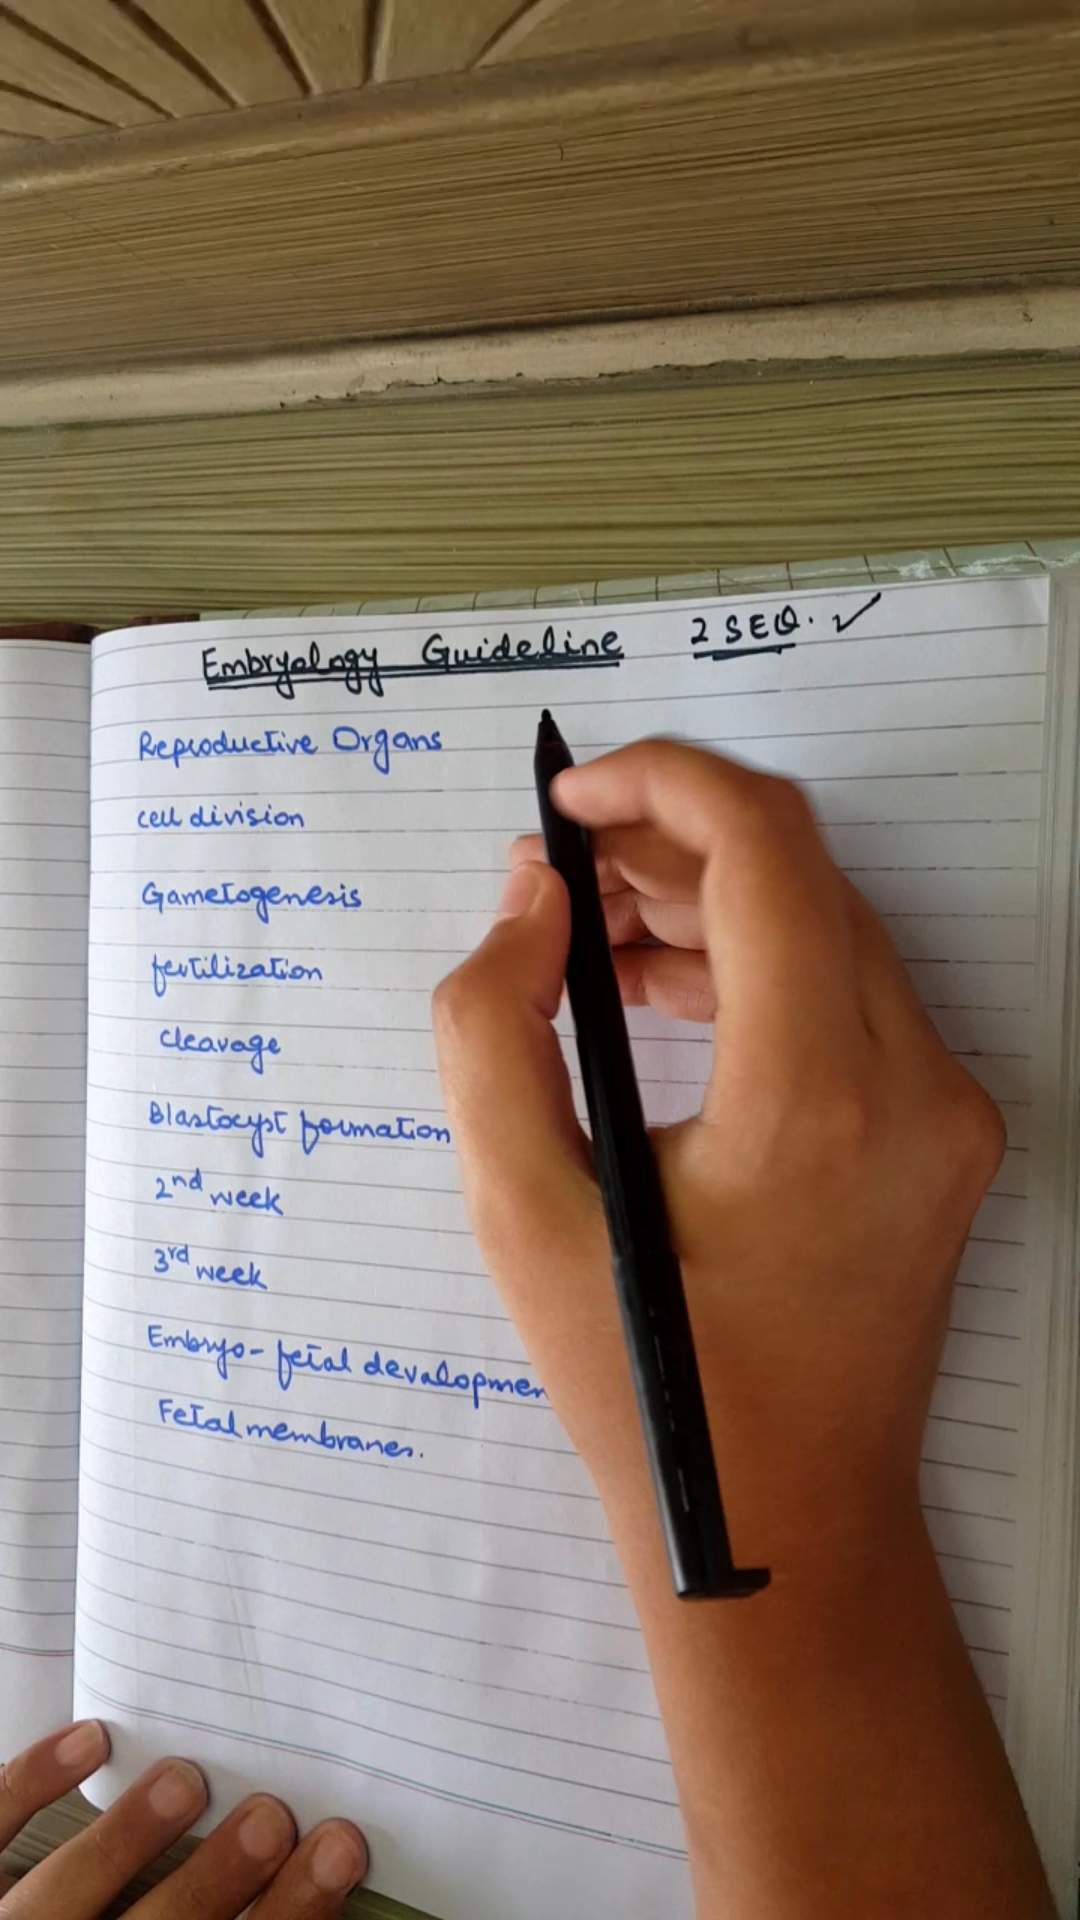 Embryology Guideline 2 SEQ. ✓
Reproductive Organs
cell division
Gametogenesis
fertilization
cleavage
Blastocyst formation
2nd week
3rd week
Embryo-fetal developmen
Fetal membranes.